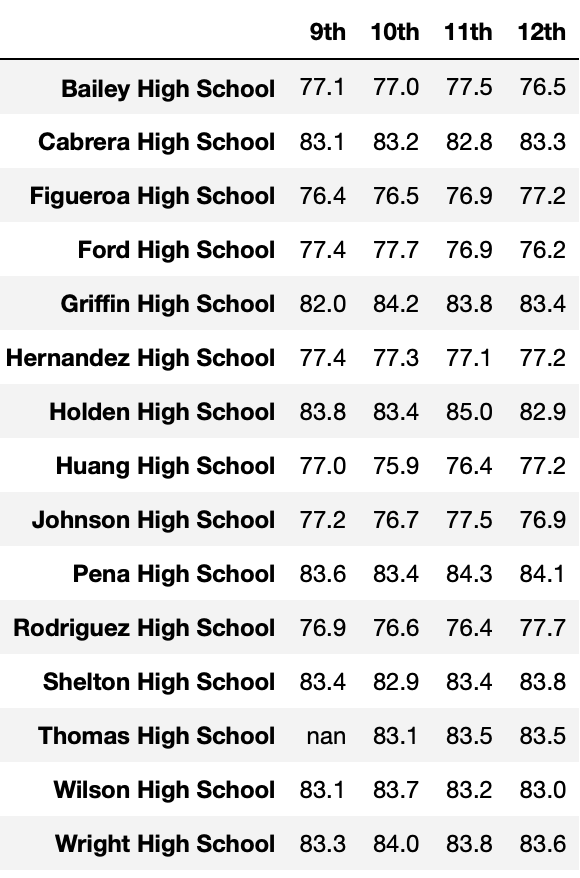 9th 10th 11th 12th
Bailey High School 77.1 77.0 77.5 76.5
Cabrera High School 83.1 83.2 82.8 83.3
Figueroa High School 76.4 76.5 76.9 77.2
Ford High School 77.4 77.7 76.9 76.2
Griffin High School 82.0 84.2 83.8 83.4
Hernandez High School 77.4 77.3 77.1 77.2
Holden High School 83.8 83.4 85.0 82.9
Huang High School 77.0 75.9 76.4 77.2
Johnson High School 77.2 76.7 77.5 76.9
Pena High School 83.6 83.4 84.3 84.1
Rodriguez High School 76.9 76.6 76.4 77.7
Shelton High School 83.4 82.9 83.4 83.8
Thomas High School nan 83.1 83.5 83.5
Wilson High School 83.1 83.7 83.2 83.0
Wright High School 83.3 84.0 83.8 83.6